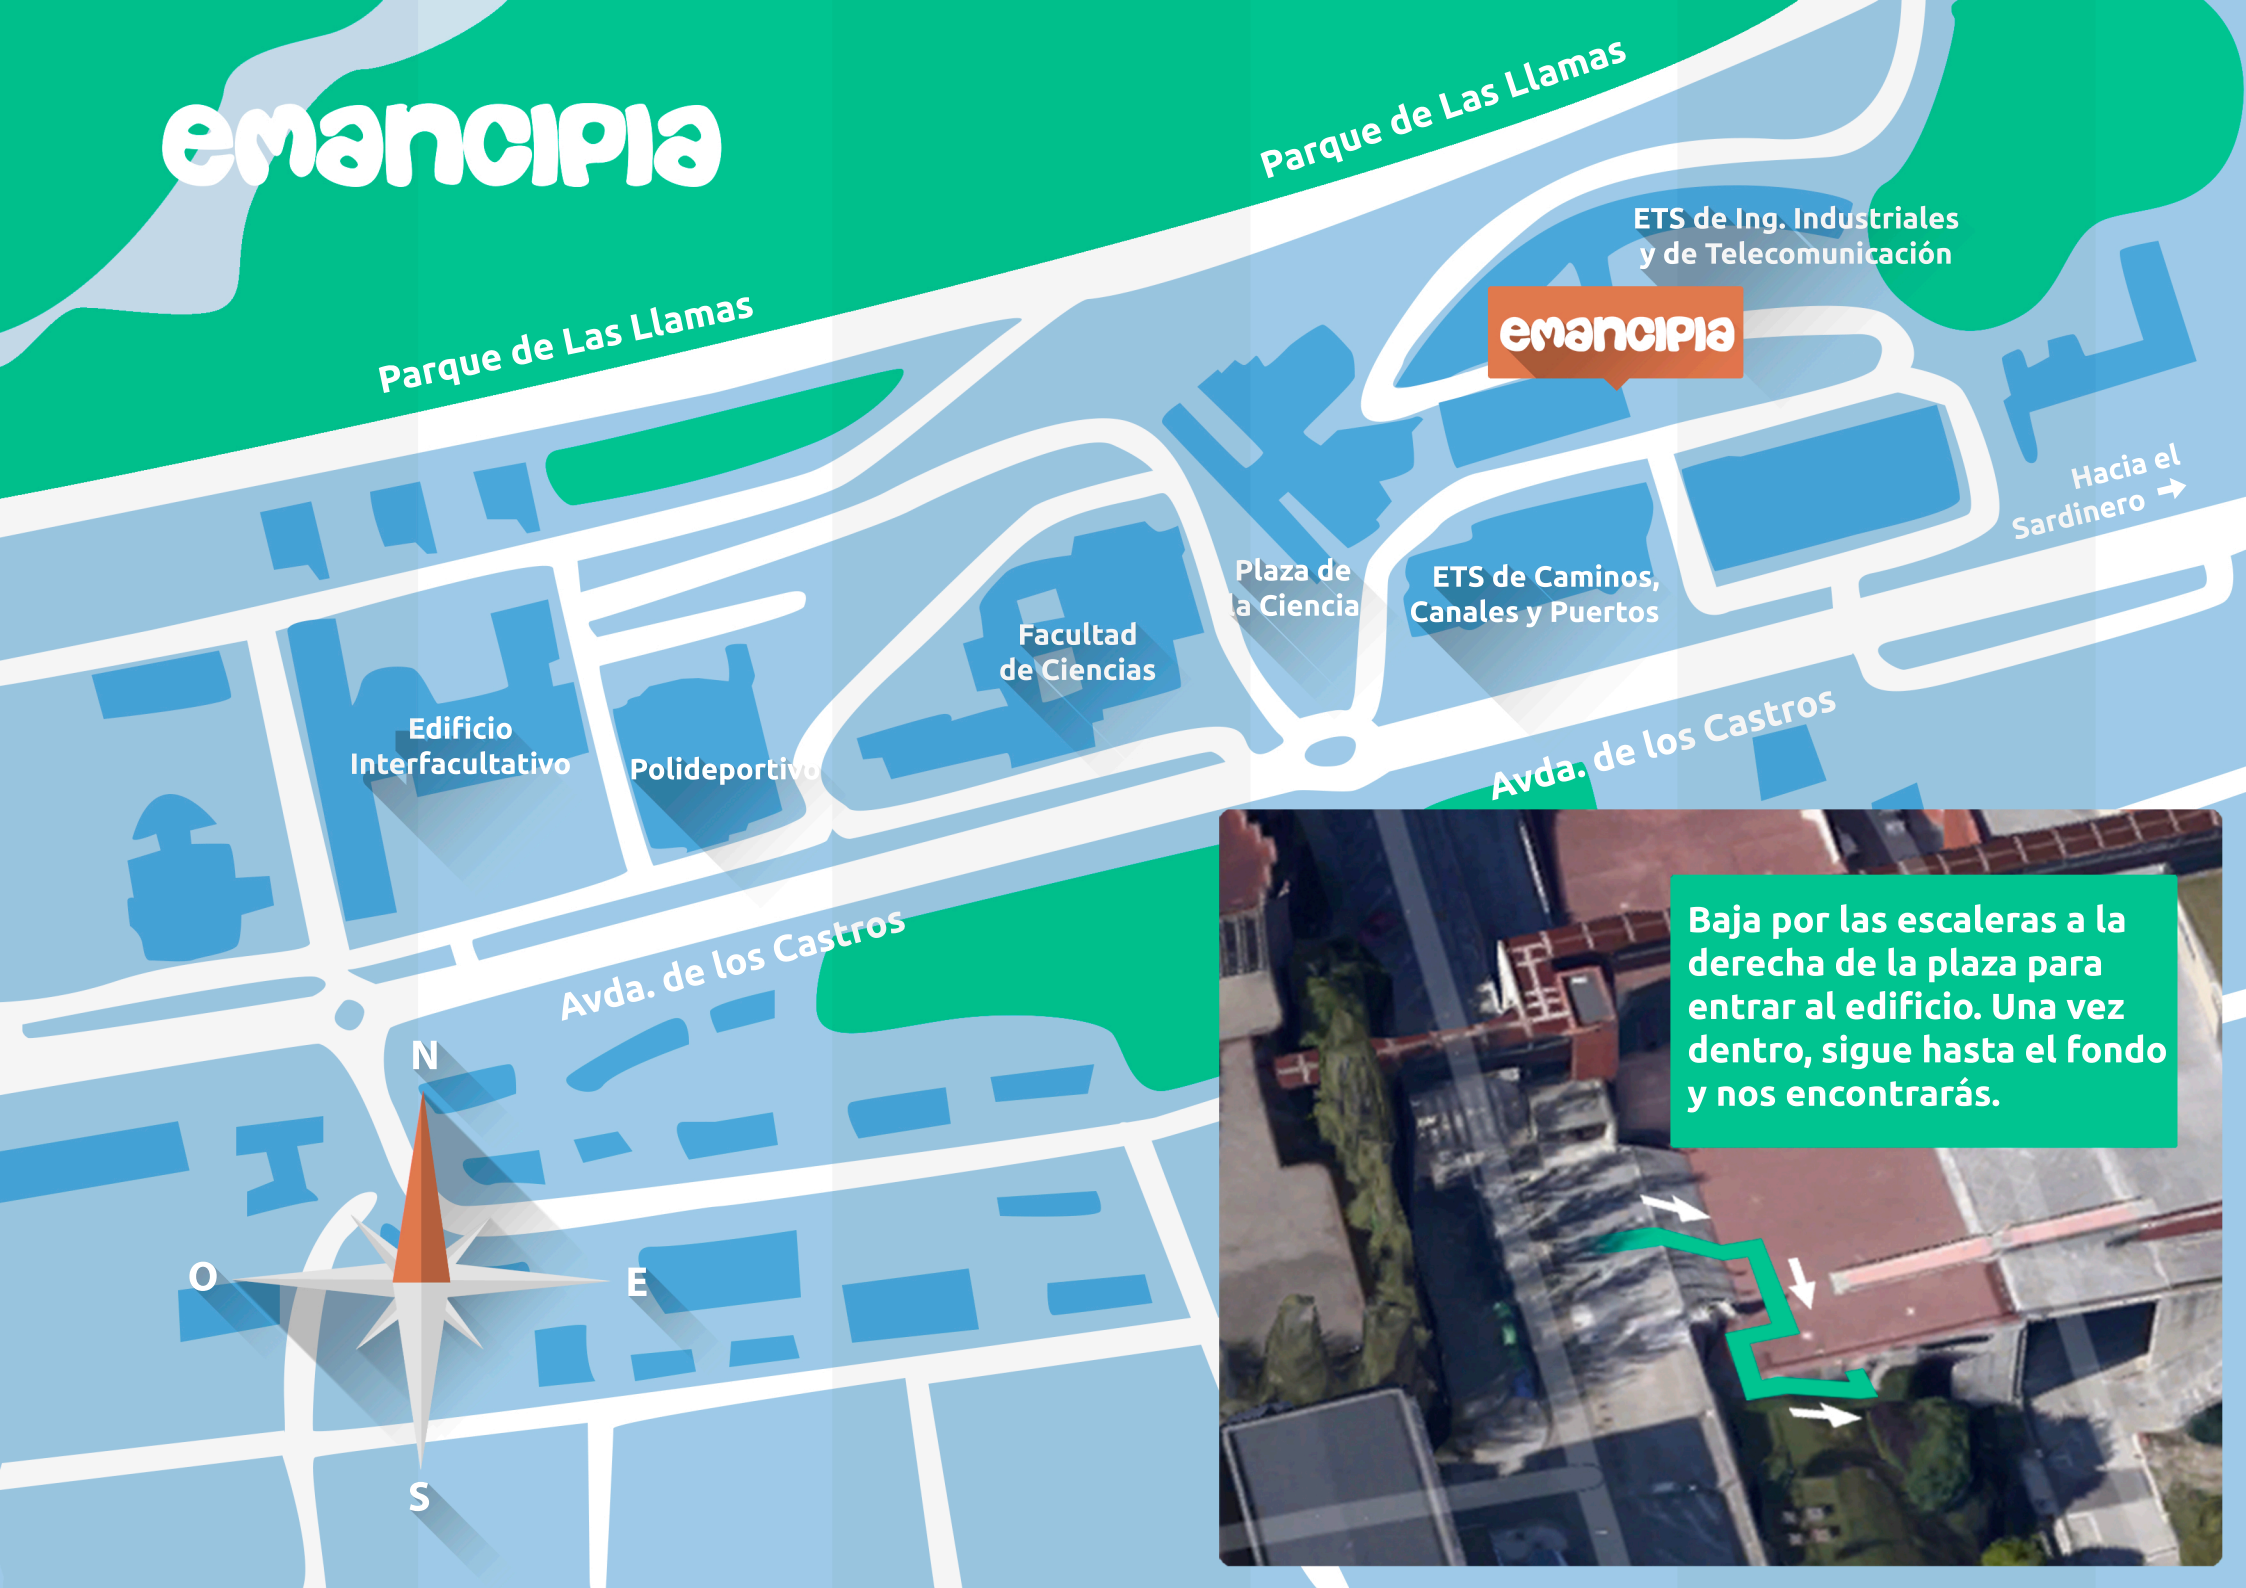 emancipia
Parque de Las Llamas
Parque de Las Llamas
ETS de Ing. Industriales
y de Telecomunicación
emancipia
Hacia el
Sardinero →
Plaza de
la Ciencia
ETS de Caminos,
Canales y Puertos
Facultad
de Ciencias
Edificio
Interfacultativo
Polideportivo
Avda. de los Castros
Avda. de los Castros
Baja por las escaleras a la
derecha de la plaza para
entrar al edificio. Una vez
dentro, sigue hasta el fondo
y nos encontrarás.
N
O
E
S